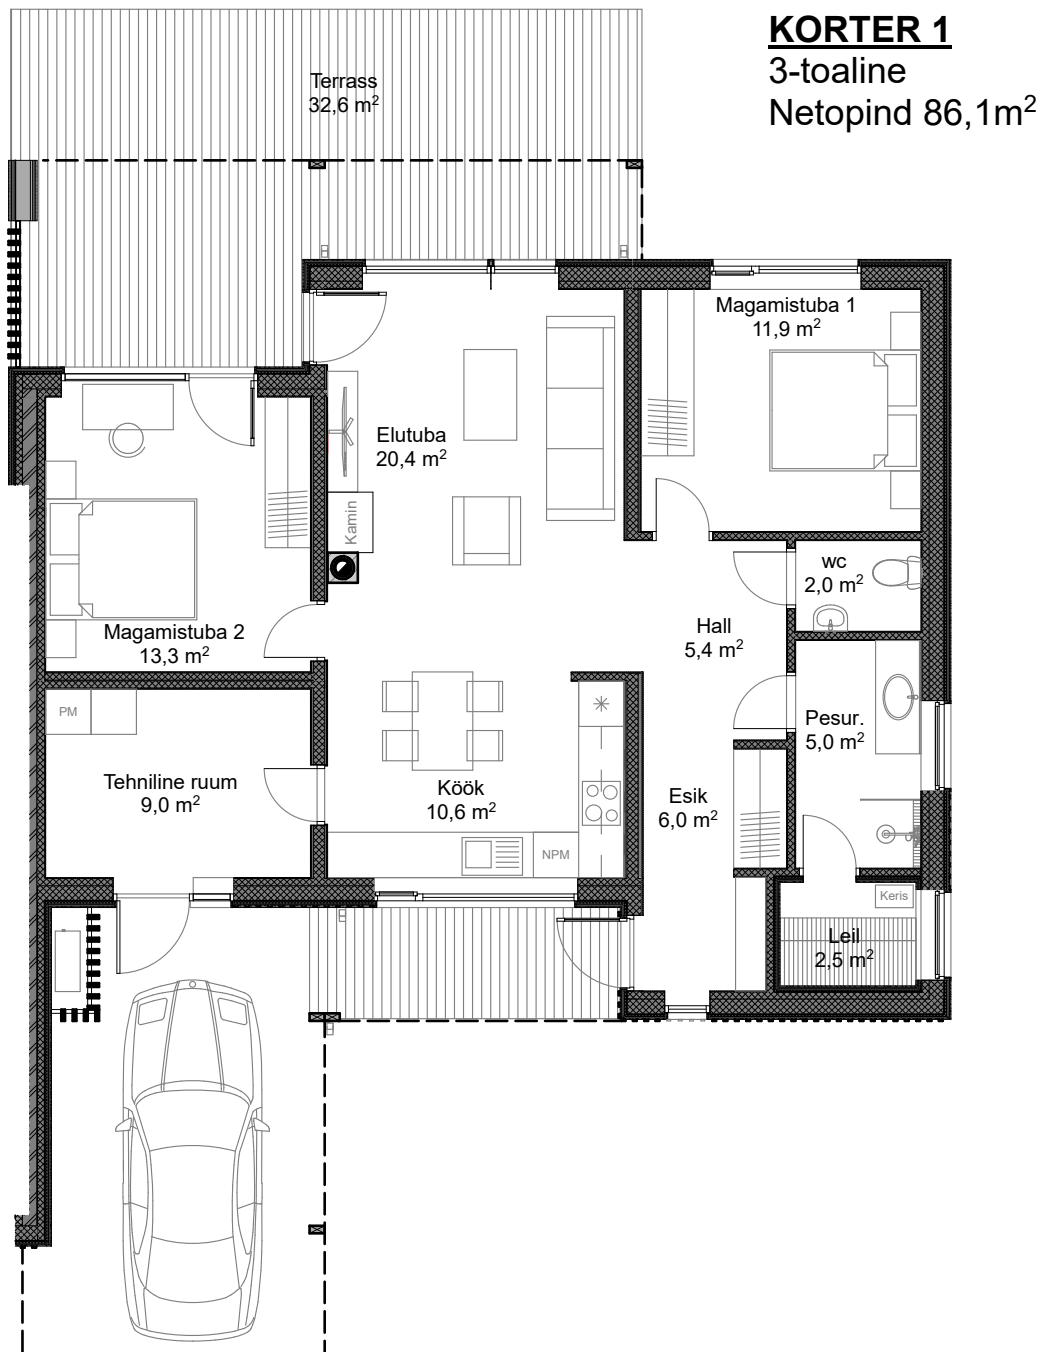 KORTER 1
3-toaline
Netopind 86,1m²
Terrass
32,6 m²
Magamistuba 1
11,9 m²
Elutuba
20,4 m²
Kamin
wc
2,0 m²
Magamistuba 2
13,3 m²
Hall
5,4 m²
PM
Pesur.
5,0 m²
Tehniline ruum
9,0 m²
Köök
10,6 m²
Esik
6,0 m²
NPM
Keris
Leil
2,5 m²